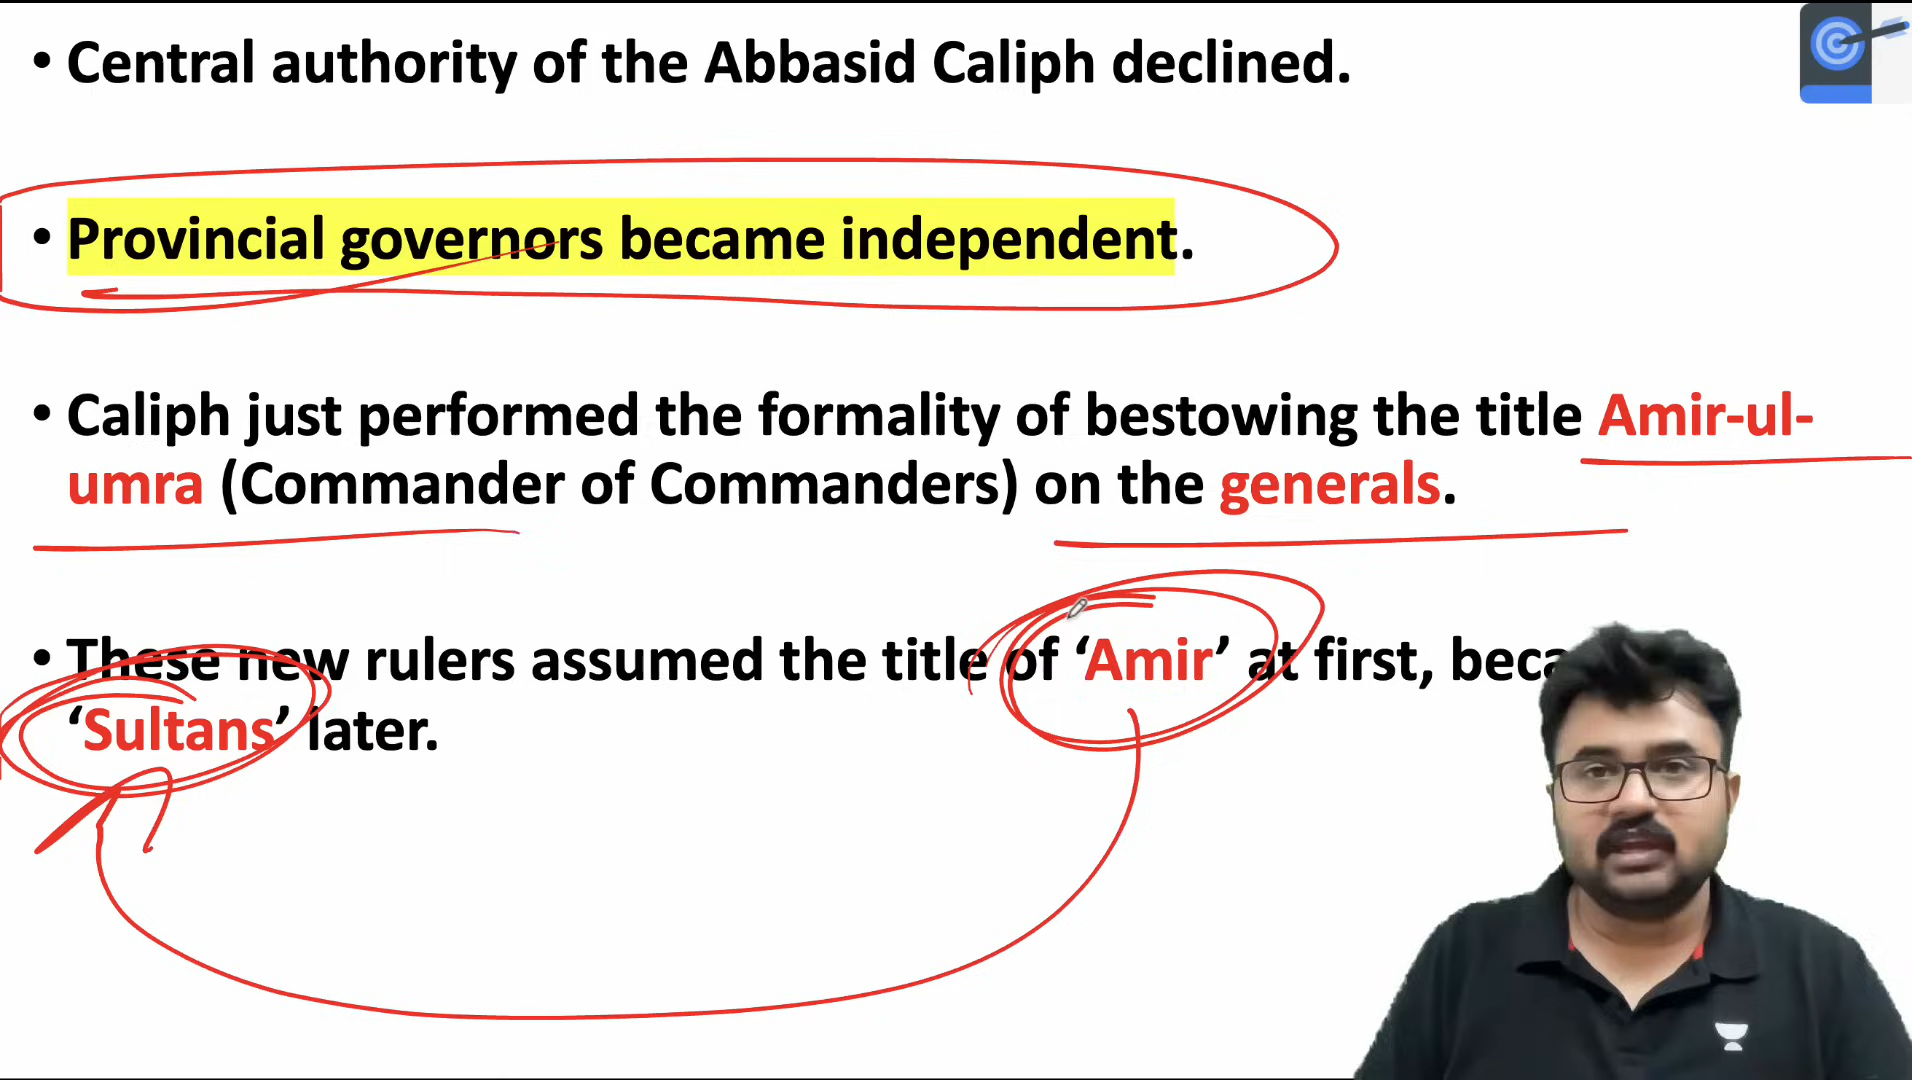 • Central authority of the Abbasid Caliph declined.
• Provincial governors became independent.
• Caliph just performed the formality of bestowing the title Amir-ul-
umra (Commander of Commanders) on the generals.
• These new rulers assumed the title of ‘Amir’ at first, beca
‘Sultans’ later.